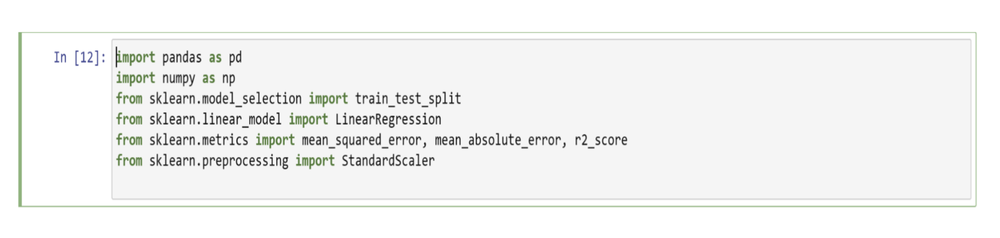 In [12]: import pandas as pd
import numpy as np
from sklearn.model_selection import train_test_split
from sklearn.linear_model import LinearRegression
from sklearn.metrics import mean_squared_error, mean_absolute_error, r2_score
from sklearn.preprocessing import StandardScaler